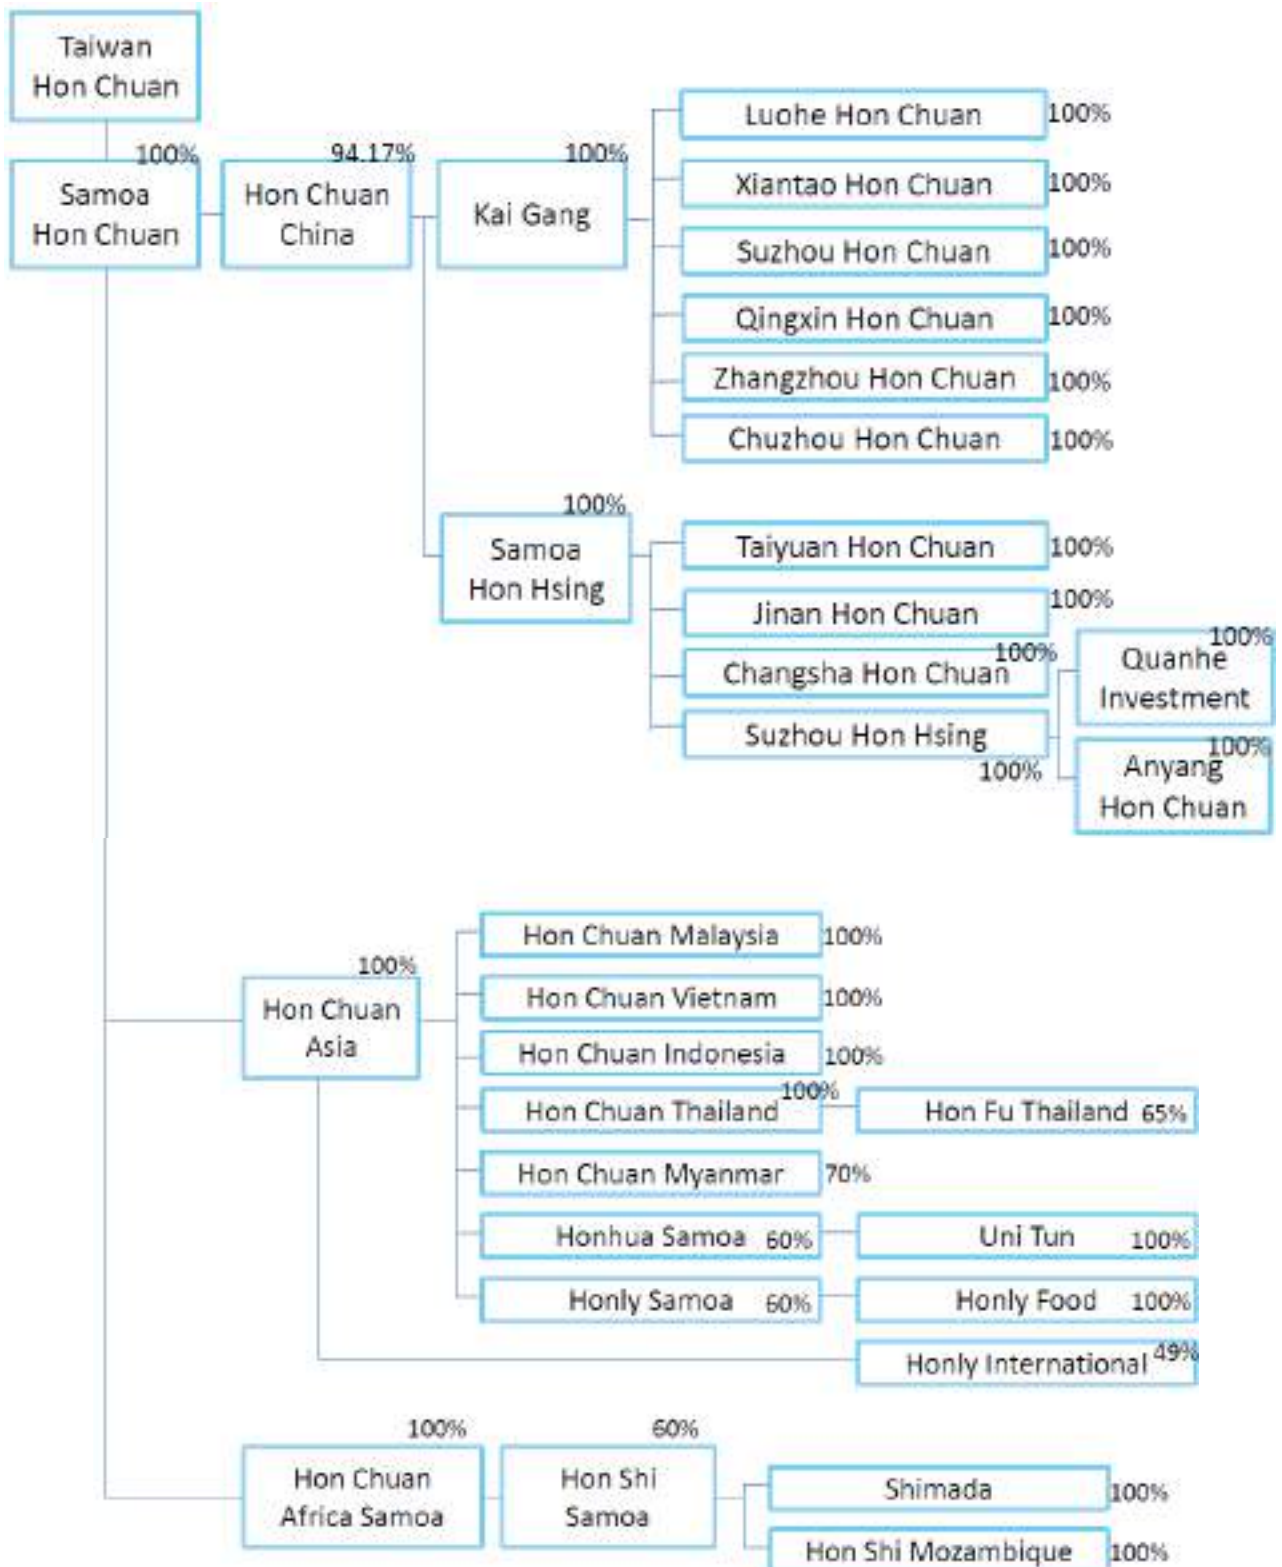 Taiwan
Hon Chuan
100%
Samoa
Hon Chuan
94.17%
Hon Chuan
China
100%
Kai Gang
Luohe Hon Chuan 100%
Xiantao Hon Chuan 100%
Suzhou Hon Chuan 100%
Qingxin Hon Chuan 100%
Zhangzhou Hon Chuan 100%
Chuzhou Hon Chuan 100%
100%
Samoa
Hon Hsing
Taiyuan Hon Chuan 100%
Jinan Hon Chuan 100%
Changsha Hon Chuan 100%
Suzhou Hon Hsing 100%
100%
Quanhe
Investment
100%
Anyang
Hon Chuan
100%
Hon Chuan
Asia
Hon Chuan Malaysia 100%
Hon Chuan Vietnam 100%
Hon Chuan Indonesia 100%
Hon Chuan Thailand 100%
Hon Fu Thailand 65%
Hon Chuan Myanmar 70%
Honhua Samoa 60%
Uni Tun 100%
Honly Samoa 60%
Honly Food 100%
Honly International 49%
100%
Hon Chuan
Africa Samoa
60%
Hon Shi
Samoa
Shimada 100%
Hon Shi Mozambique 100%